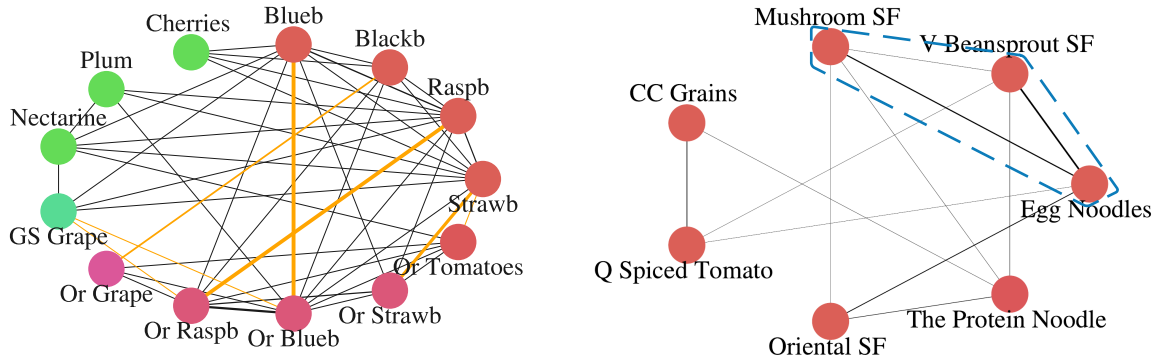 Blueb
Cherries
Blackb
Plum
Raspb
Nectarine
Strawb
GS Grape
Or Tomatoes
Or Grape
Or Strawb
Or Raspb
Or Blueb
Mushroom SF
V Beansprout SF
CC Grains
Egg Noodles
Q Spiced Tomato
The Protein Noodle
Oriental SF